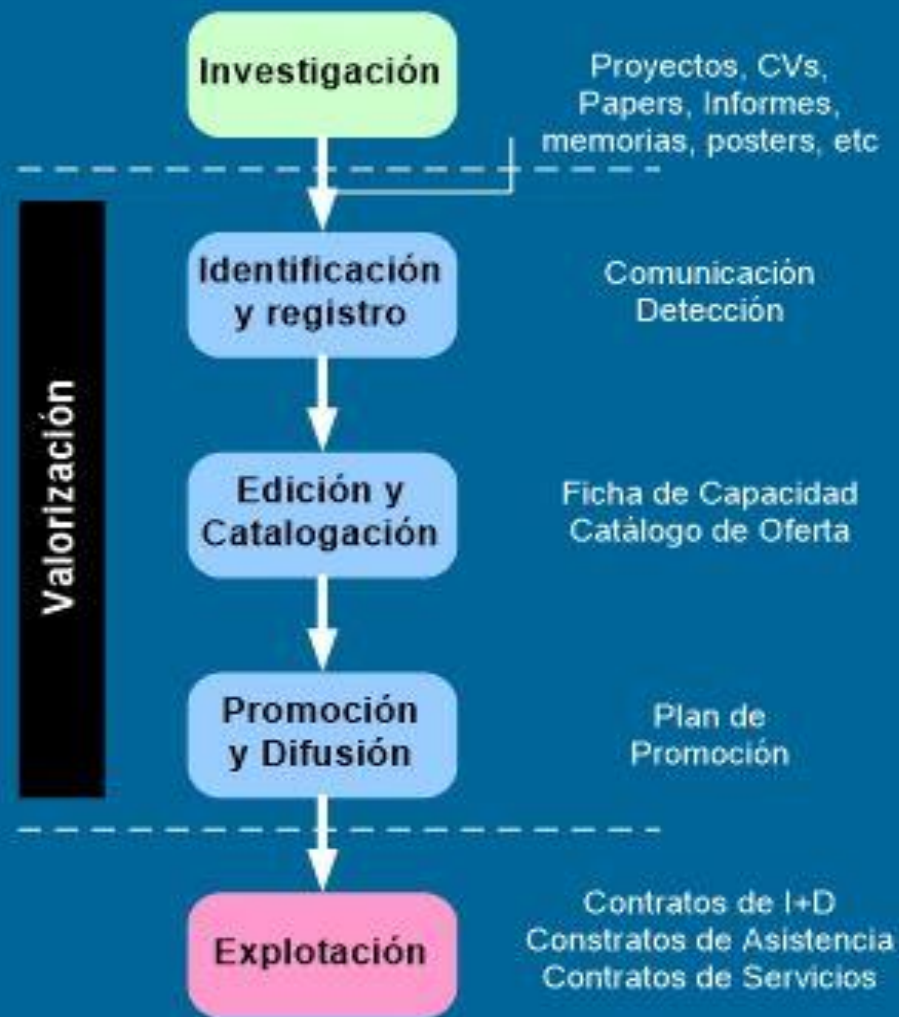 Investigación
Proyectos, CVs,
Papers, Informes,
memorias, posters, etc
Valorización
Identificación
y registro
Comunicación
Detección
Edición y
Catalogación
Ficha de Capacidad
Catálogo de Oferta
Promoción
y Difusión
Plan de
Promoción
Explotación
Contratos de I+D
Constratos de Asistencia
Contratos de Servicios